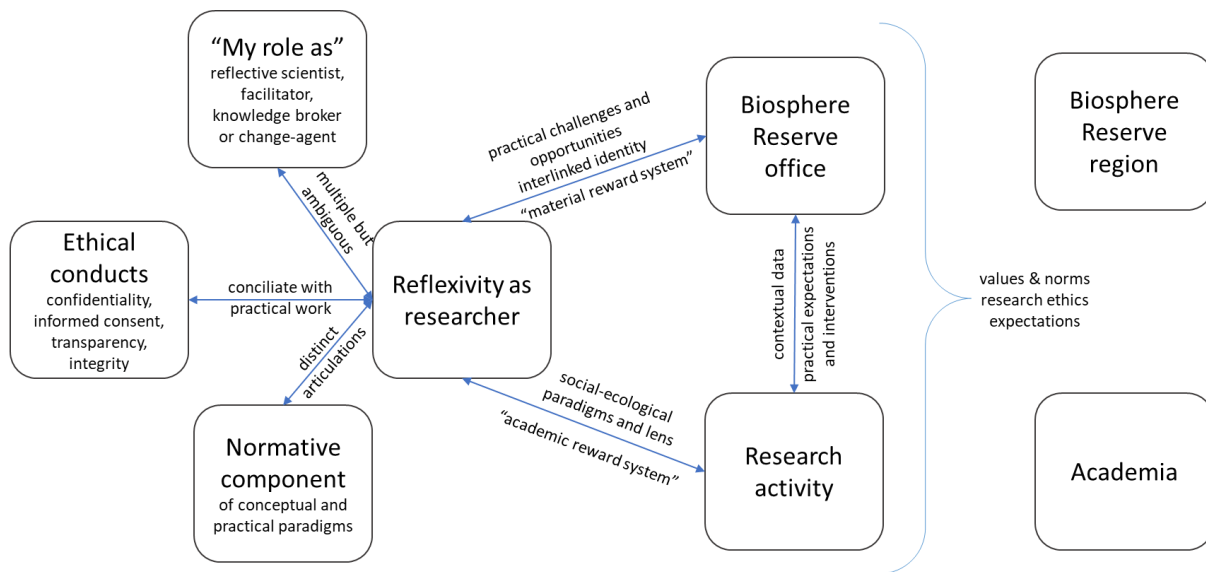 “My role as”
reflective scientist,
facilitator,
knowledge broker
or change-agent
multiple but
ambiguous
Ethical
conducts
confidentiality,
informed consent,
transparency,
integrity
conciliate with
practical work
distinct
articulations
Normative
component
of conceptual and
practical paradigms
Reflexivity as
researcher
practical challenges and
opportunities
interlinked identity
“material reward system”
social-ecological
paradigms and lens
“academic reward system”
Biosphere
Reserve
office
contextual data
practical expectations
and interventions
Research
activity
values & norms
research ethics
expectations
Biosphere
Reserve
region
Academia